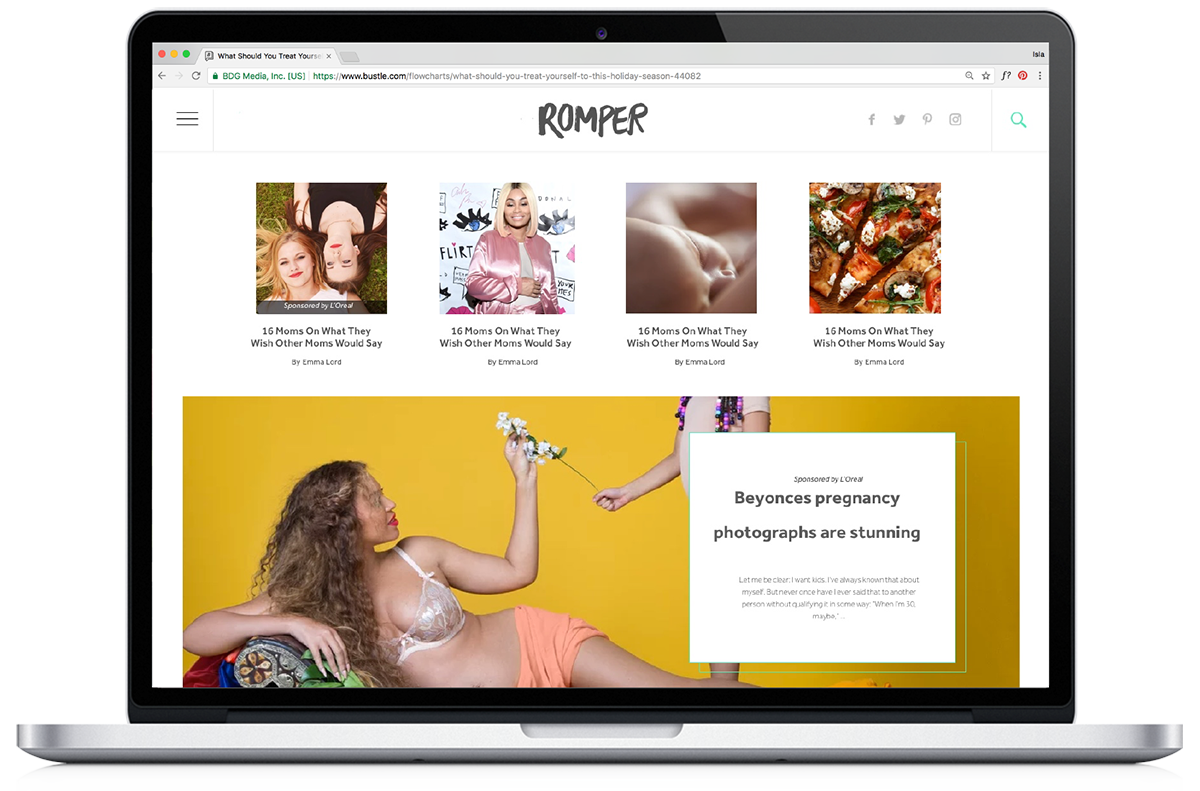 What Should You Treat Yourse
Isla
BDG Media, Inc. [US] https://www.bustle.com/flowcharts/what-should-you-treat-yourself-to-this-holiday-season-44082
f?
ROMPER
FLIRT
Sponsored by L'Oreal
16 Moms On What They
Wish Other Moms Would Say
By Emma Lord
16 Moms On What They
Wish Other Moms Would Say
By Emma Lord
16 Moms On What They
Wish Other Moms Would Say
By Emma Lord
16 Moms On What They
Wish Other Moms Would Say
By Emma Lord
Sponsored by L'Oreal
Beyonces pregnancy
photographs are stunning
Let me be clear: I want kids. I've always known that about
myself. But never once have I ever said that to another
person without qualifying it in some way: "When I'm 30,
maybe," ...